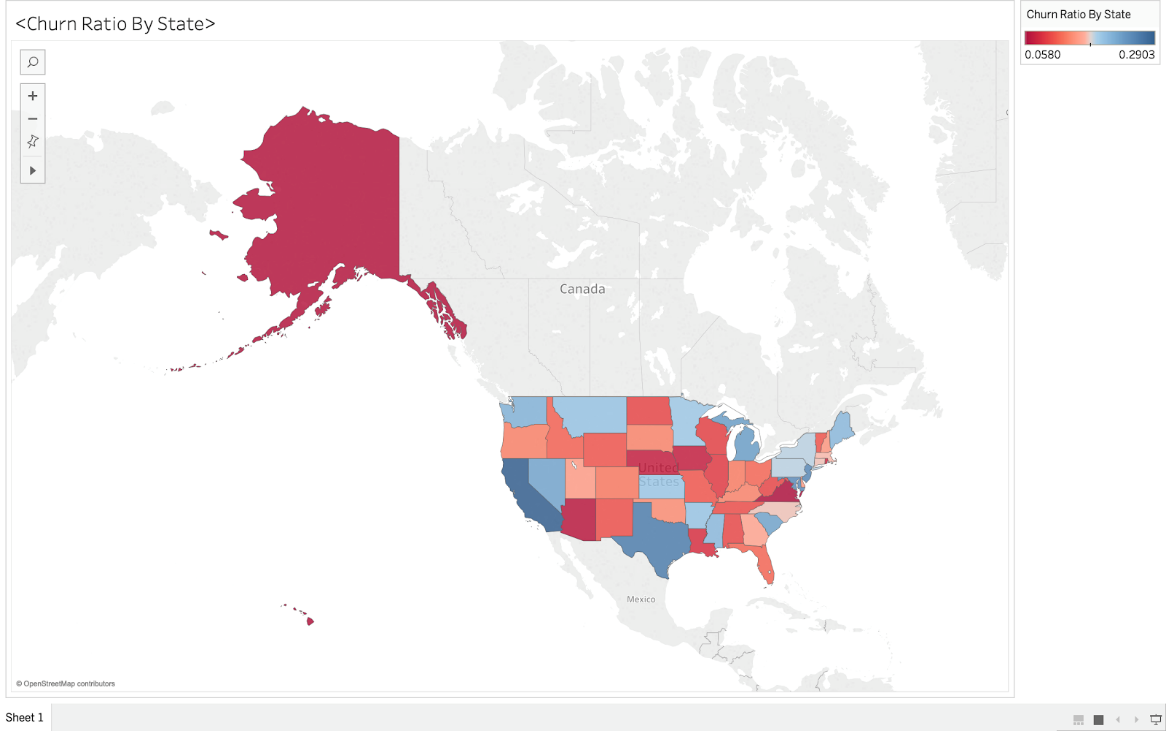 <Churn Ratio By State>
Churn Ratio By State
0.0580 0.2903
Canada
United
States
Mexico
© OpenStreetMap contributors
Sheet 1